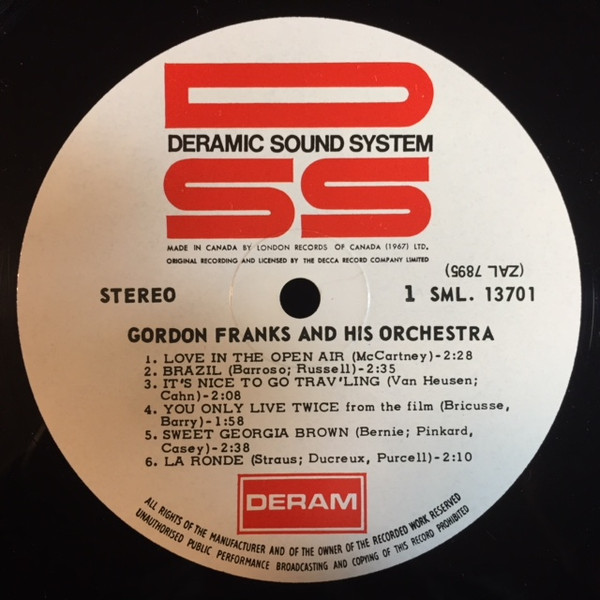 DSS
DERAMIC SOUND SYSTEM
MADE IN CANADA BY LONDON RECORDS OF CANADA (1967) LTD.
ORIGINAL RECORDING AND LICENSED BY THE DECCA RECORD COMPANY LIMITED
(ZAL 7895)
STEREO
1 SML. 13701
GORDON FRANKS AND HIS ORCHESTRA
1. LOVE IN THE OPEN AIR (McCartney)-2:28
2. BRAZIL (Barroso; Russell)-2:35
3. IT'S NICE TO GO TRAV'LING (Van Heusen;
Cahn)-2:08
4. YOU ONLY LIVE TWICE from the film (Bricusse,
Barry)-1:58
5. SWEET GEORGIA BROWN (Bernie; Pinkard,
Casey)-2:38
6. LA RONDE (Straus; Ducreux, Purcell)-2:10
DERAM
ALL RIGHTS OF THE MANUFACTURER AND OF THE OWNER OF THE RECORDED WORK RESERVED
UNAUTHORISED PUBLIC PERFORMANCE BROADCASTING AND COPYING OF THIS RECORD PROHIBITED